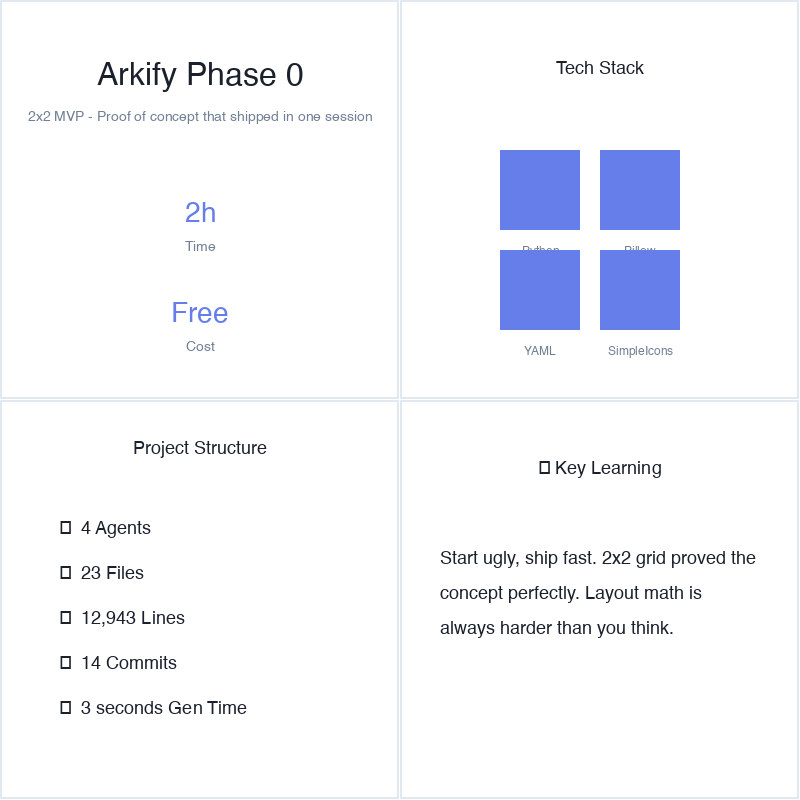 Arkify Phase 0
2x2 MVP - Proof of concept that shipped in one session
2h
Time
Free
Cost
Tech Stack
Python
Pillow
YAML
SimpleIcons
Project Structure
4 Agents
23 Files
12,943 Lines
14 Commits
3 seconds Gen Time
Key Learning
Start ugly, ship fast. 2x2 grid proved the
concept perfectly. Layout math is
always harder than you think.